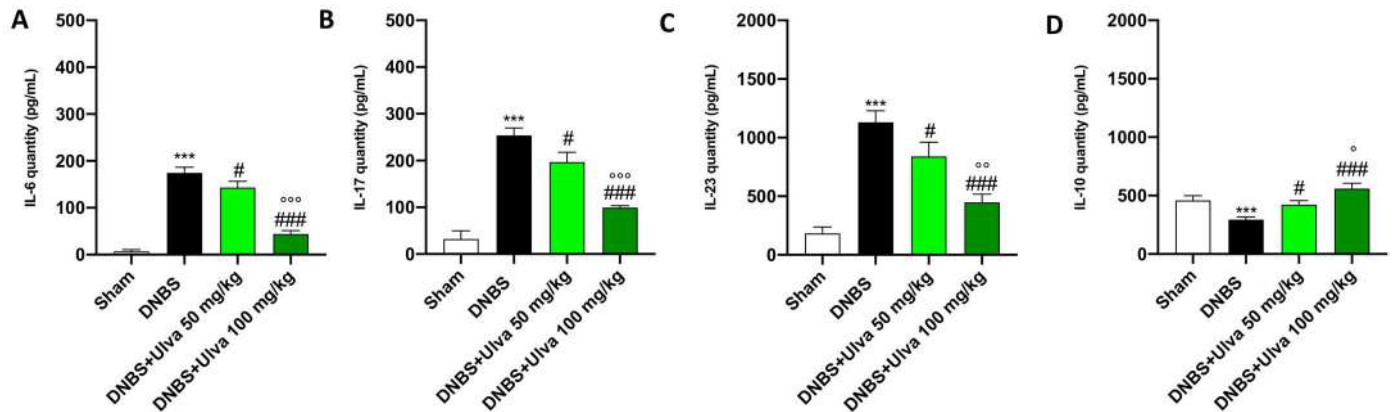 A
IL-6 quantity (pg/mL)
500
400
300
200
100
0
***
#
°°°
###
Sham
DNBS
DNBS+Ulva 50 mg/kg
DNBS+Ulva 100 mg/kg
B
IL-17 quantity (pg/mL)
500
400
300
200
100
0
***
#
°°°
###
Sham
DNBS
DNBS+Ulva 50 mg/kg
DNBS+Ulva 100 mg/kg
C
IL-23 quantity (pg/mL)
2000
1500
1000
500
0
***
#
°°
###
Sham
DNBS
DNBS+Ulva 50 mg/kg
DNBS+Ulva 100 mg/kg
D
IL-10 quantity (pg/mL)
2000
1500
1000
500
0
***
#
°
###
Sham
DNBS
DNBS+Ulva 50 mg/kg
DNBS+Ulva 100 mg/kg